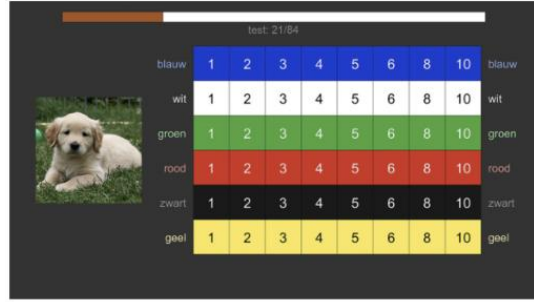 test: 21/84
blauw 1 2 3 4 5 6 8 10 blauw
wit 1 2 3 4 5 6 8 10 wit
groen 1 2 3 4 5 6 8 10 groen
rood 1 2 3 4 5 6 8 10 rood
zwart 1 2 3 4 5 6 8 10 zwart
geel 1 2 3 4 5 6 8 10 geel